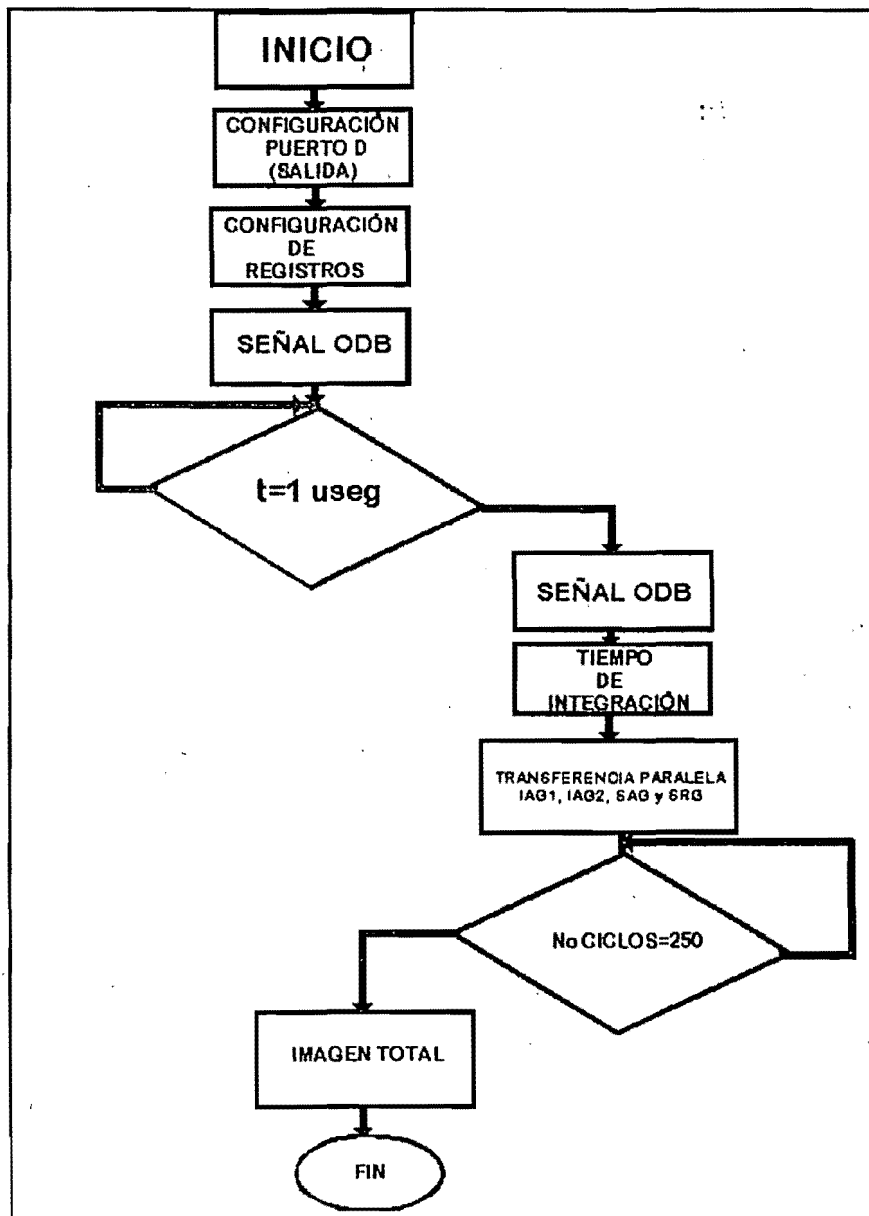 INICIO
CONFIGURACIÓN
PUERTO D
(SALIDA)
CONFIGURACIÓN
DE
REGISTROS
SEÑAL ODB
t=1 useg
SEÑAL ODB
TIEMPO
DE
INTEGRACIÓN
TRANSFERENCIA PARALELA
IAG1, IAG2, SAG y SRG
No CICLOS=250
IMAGEN TOTAL
FIN